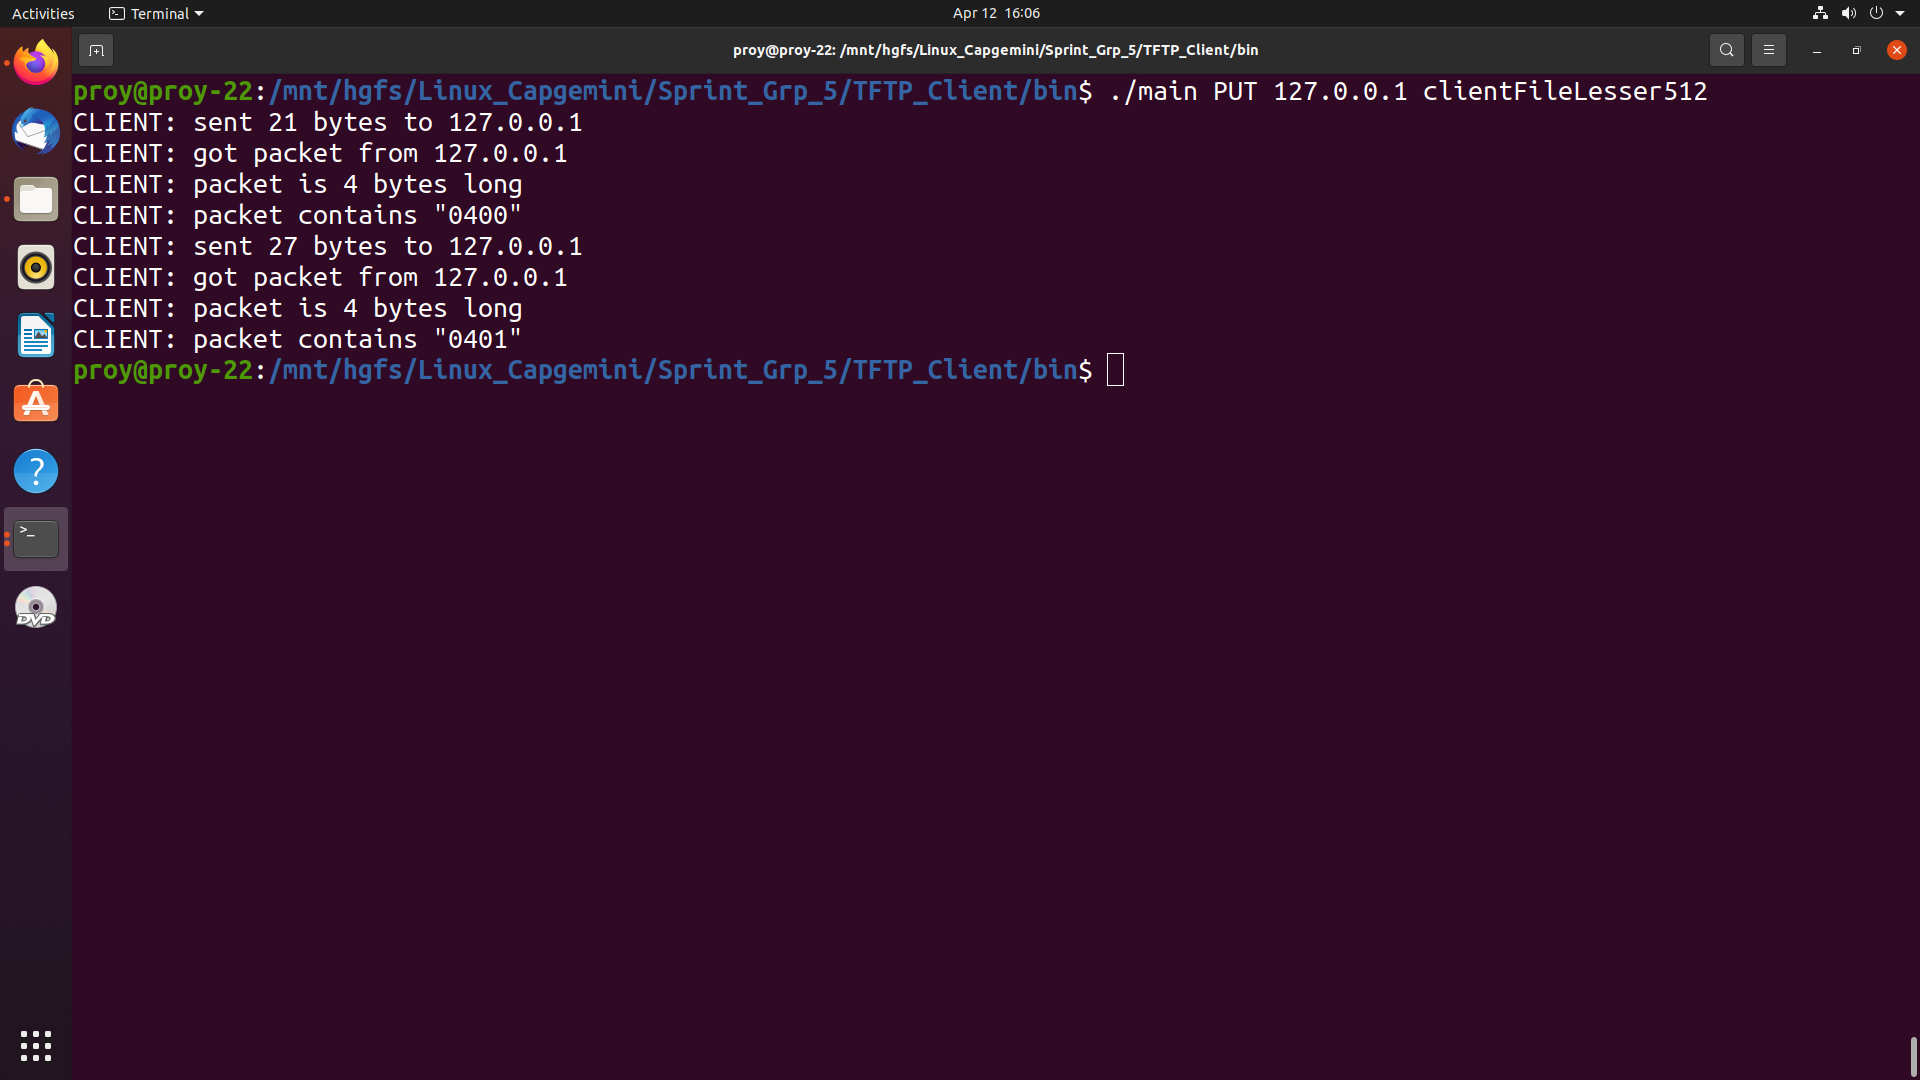 Activities Terminal Apr 12 16:06
proy@proy-22: /mnt/hgfs/Linux_Capgemini/Sprint_Grp_5/TFTP_Client/bin
proy@proy-22:/mnt/hgfs/Linux_Capgemini/Sprint_Grp_5/TFTP_Client/bin$ ./main PUT 127.0.0.1 clientFileLesser512
CLIENT: sent 21 bytes to 127.0.0.1
CLIENT: got packet from 127.0.0.1
CLIENT: packet is 4 bytes long
CLIENT: packet contains "0400"
CLIENT: sent 27 bytes to 127.0.0.1
CLIENT: got packet from 127.0.0.1
CLIENT: packet is 4 bytes long
CLIENT: packet contains "0401"
proy@proy-22:/mnt/hgfs/Linux_Capgemini/Sprint_Grp_5/TFTP_Client/bin$
>_
DVD